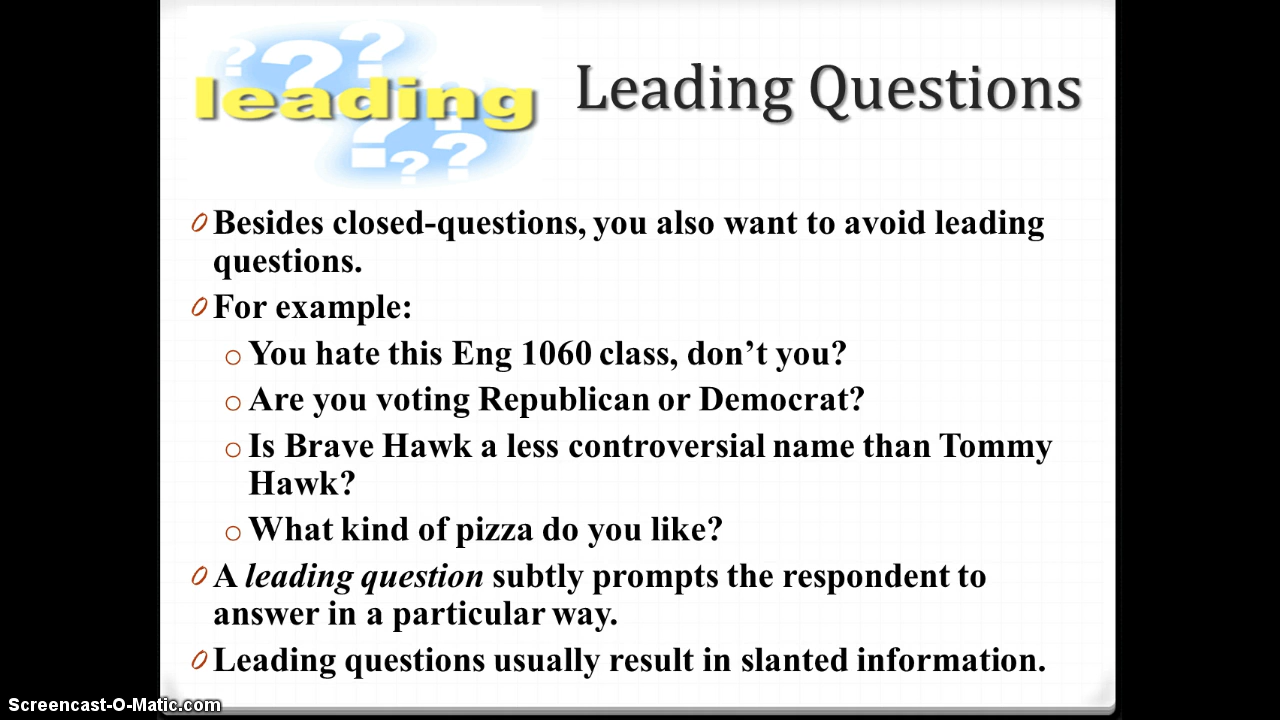 leading
Leading Questions
Besides closed-questions, you also want to avoid leading
questions.
For example:
You hate this Eng 1060 class, don’t you?
Are you voting Republican or Democrat?
Is Brave Hawk a less controversial name than Tommy
Hawk?
What kind of pizza do you like?
A leading question subtly prompts the respondent to
answer in a particular way.
Leading questions usually result in slanted information.
Screencast-O-Matic.com